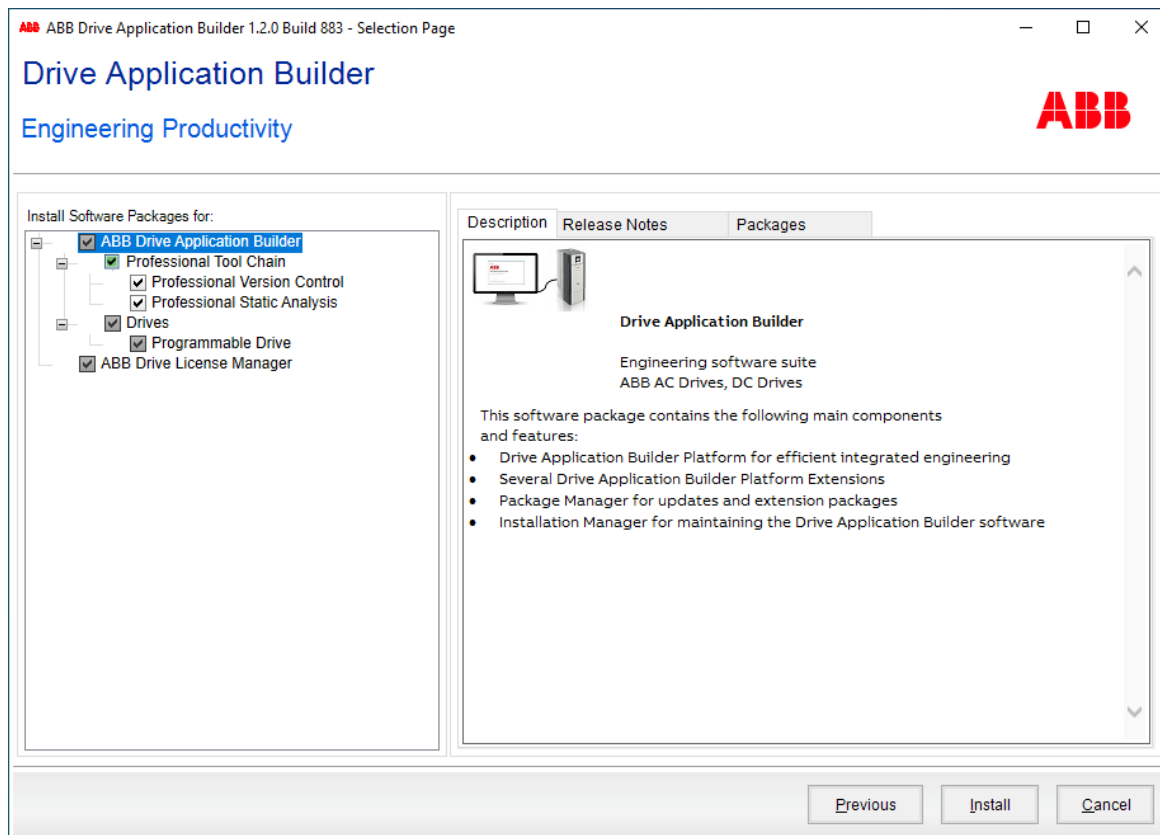 ABB ABB Drive Application Builder 1.2.0 Build 883 - Selection Page
Drive Application Builder
Engineering Productivity
ABB
Install Software Packages for:
ABB Drive Application Builder
Professional Tool Chain
Professional Version Control
Professional Static Analysis
Drives
Programmable Drive
ABB Drive License Manager
Description Release Notes Packages
ABB
Drive Application Builder
Engineering software suite
ABB AC Drives, DC Drives
This software package contains the following main components
and features:
• Drive Application Builder Platform for efficient integrated engineering
• Several Drive Application Builder Platform Extensions
• Package Manager for updates and extension packages
• Installation Manager for maintaining the Drive Application Builder software
Previous Install Cancel